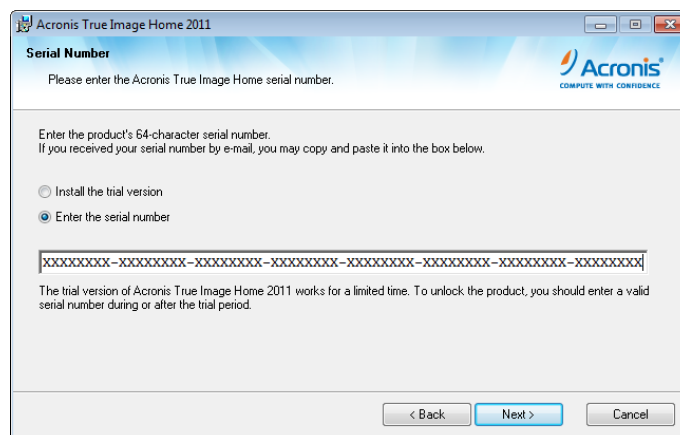 Acronis True Image Home 2011
Serial Number
Please enter the Acronis True Image Home serial number.
Acronis
COMPUTE WITH CONFIDENCE
Enter the product's 64-character serial number.
If you received your serial number by e-mail, you may copy and paste it into the box below.
Install the trial version
Enter the serial number
XXXXXXXX-XXXXXXXX-XXXXXXXX-XXXXXXXX-XXXXXXXX-XXXXXXXX-XXXXXXXX-XXXXXXXX
The trial version of Acronis True Image Home 2011 works for a limited time. To unlock the product, you should enter a valid
serial number during or after the trial period.
< Back
Next >
Cancel